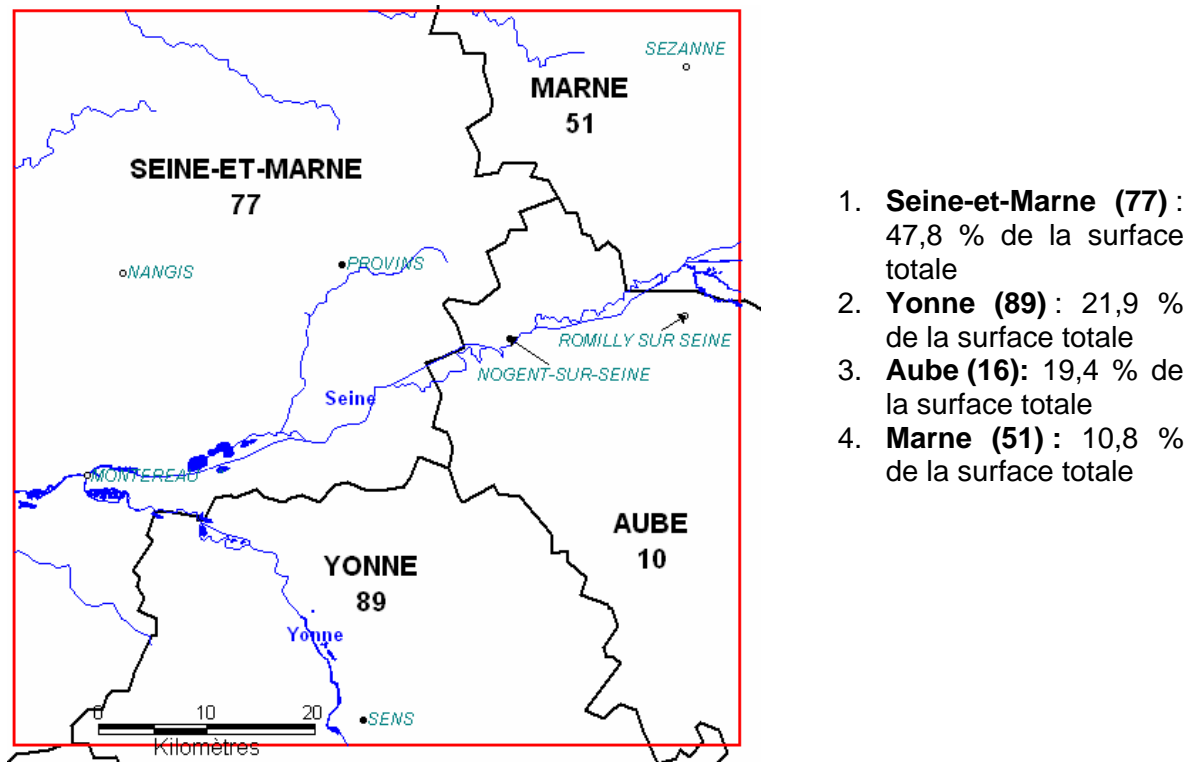 SEZANNE
MARNE
51
SEINE-ET-MARNE
77
NANGIS
PROVINS
ROMILLY SUR SEINE
NOGENT-SUR-SEINE
Seine
MONTEREAU
AUBE
10
YONNE
89
Yonne
SENS
0 10 20
Kilomètres
1. Seine-et-Marne (77) :
47,8 % de la surface
totale
2. Yonne (89) : 21,9 %
de la surface totale
3. Aube (16): 19,4 % de
la surface totale
4. Marne (51) : 10,8 %
de la surface totale